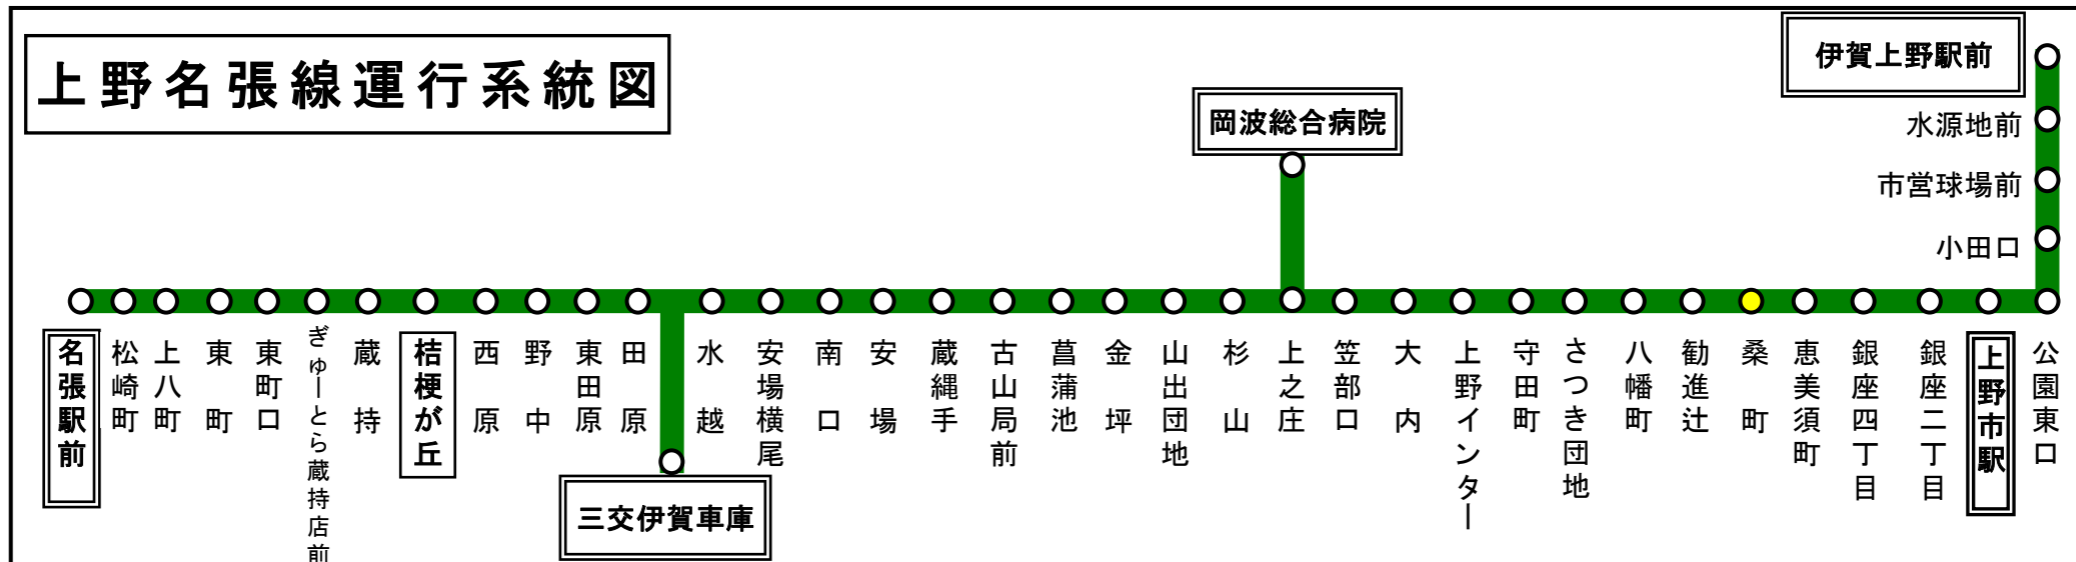 上野名張線運行系統図
伊賀上野駅前
水源地前
市営球場前
小田口
岡波総合病院
名張駅前
松崎町
上八町
東町
東町口
ぎゅーとら蔵持店前
蔵持
桔梗が丘
西原
野中
東田原
田原
三交伊賀車庫
水越
安場横尾
南口
安場
蔵縄手
古山局前
菖蒲池
金坪
山出団地
杉山
上之庄
笠部口
大内
上野インター
守田町
さつき団地
八幡町
勧進辻
桑町
恵美須町
銀座四丁目
銀座二丁目
上野市駅
公園東口